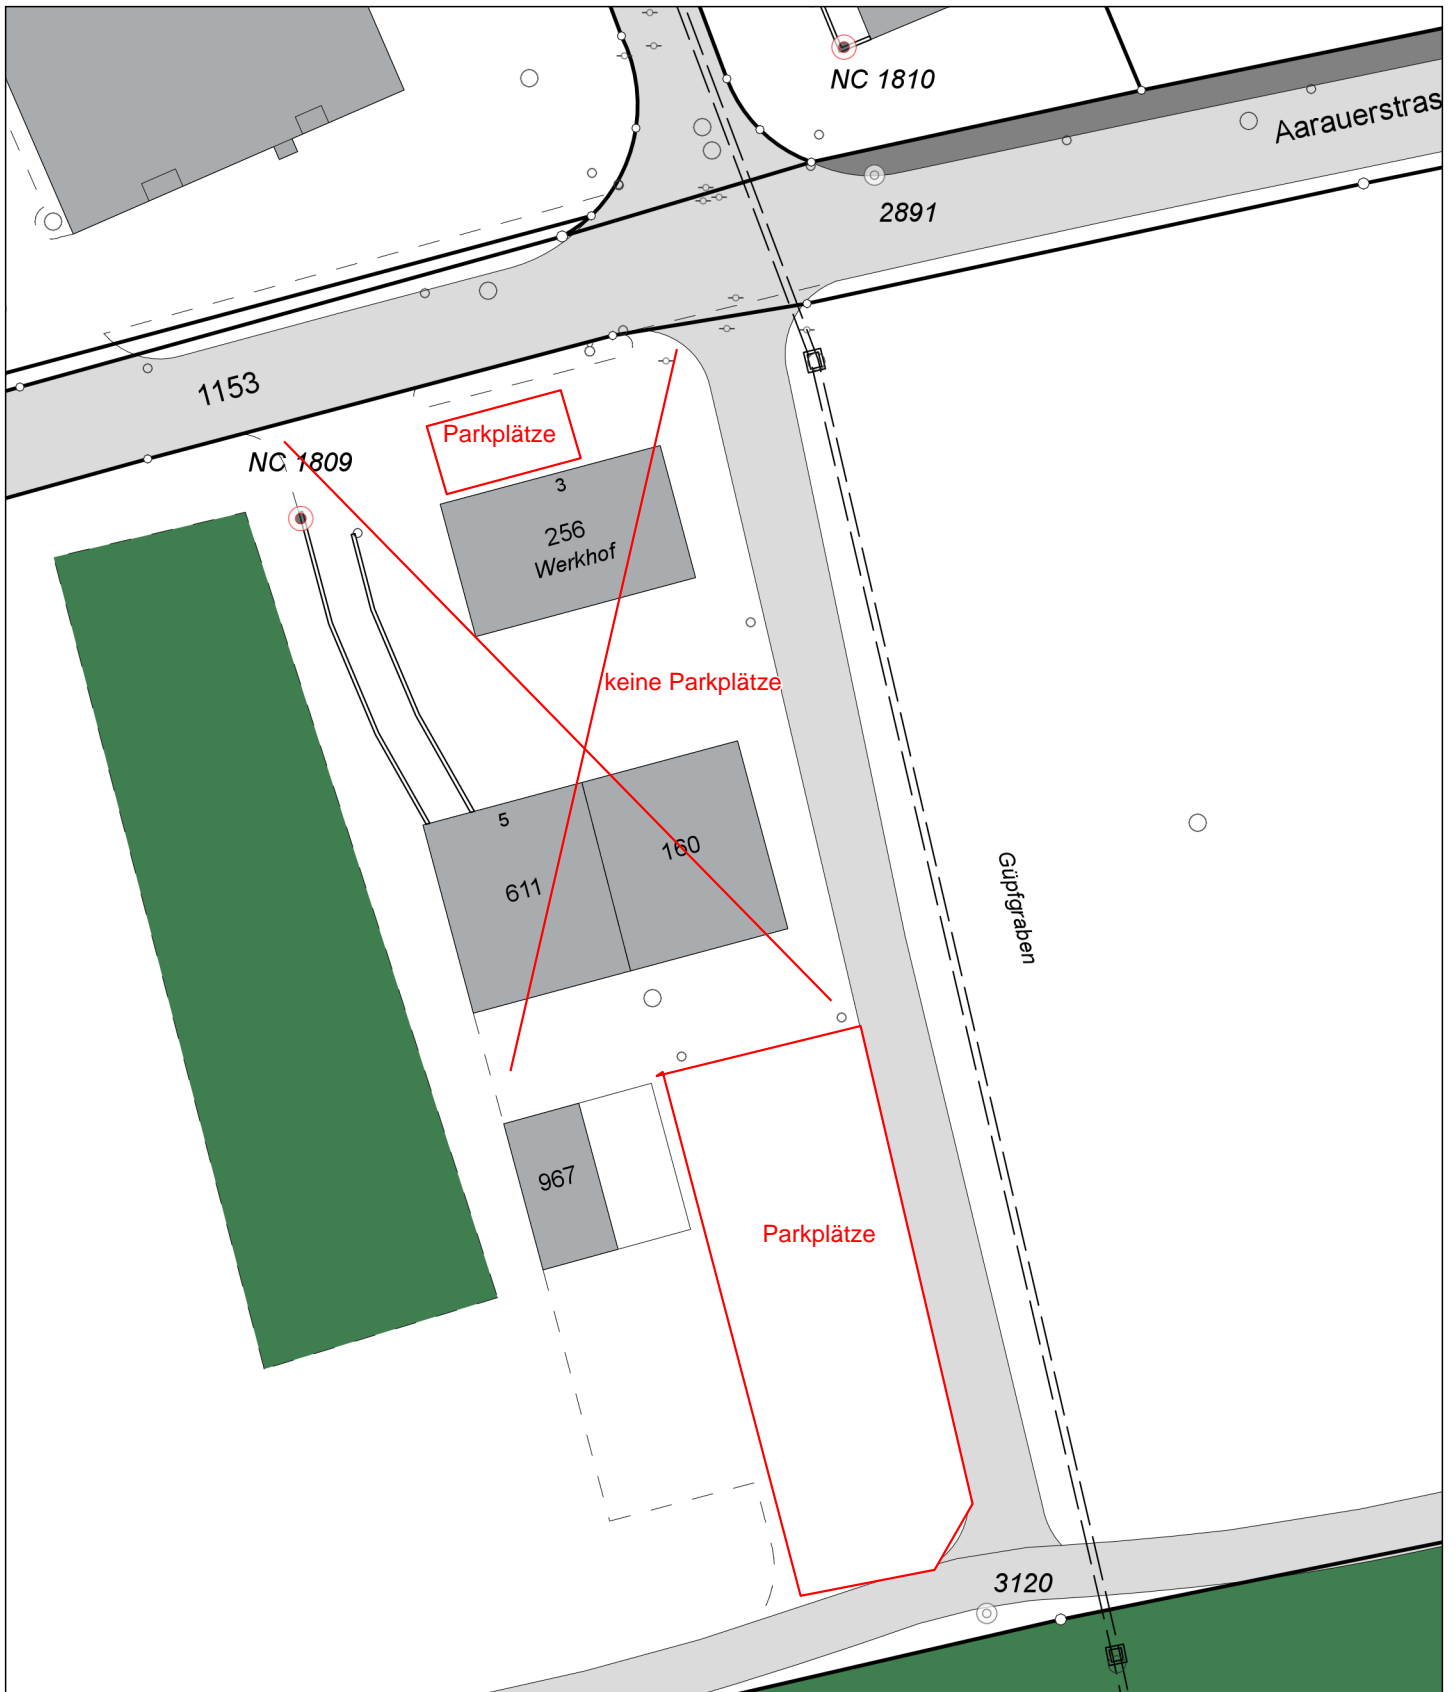 NC 1810
Aarauerstras
2891
1153
Parkplätze
NC 1809
3
256
Werkhof
keine Parkplätze
5
160
611
Güpfgraben
967
Parkplätze
3120